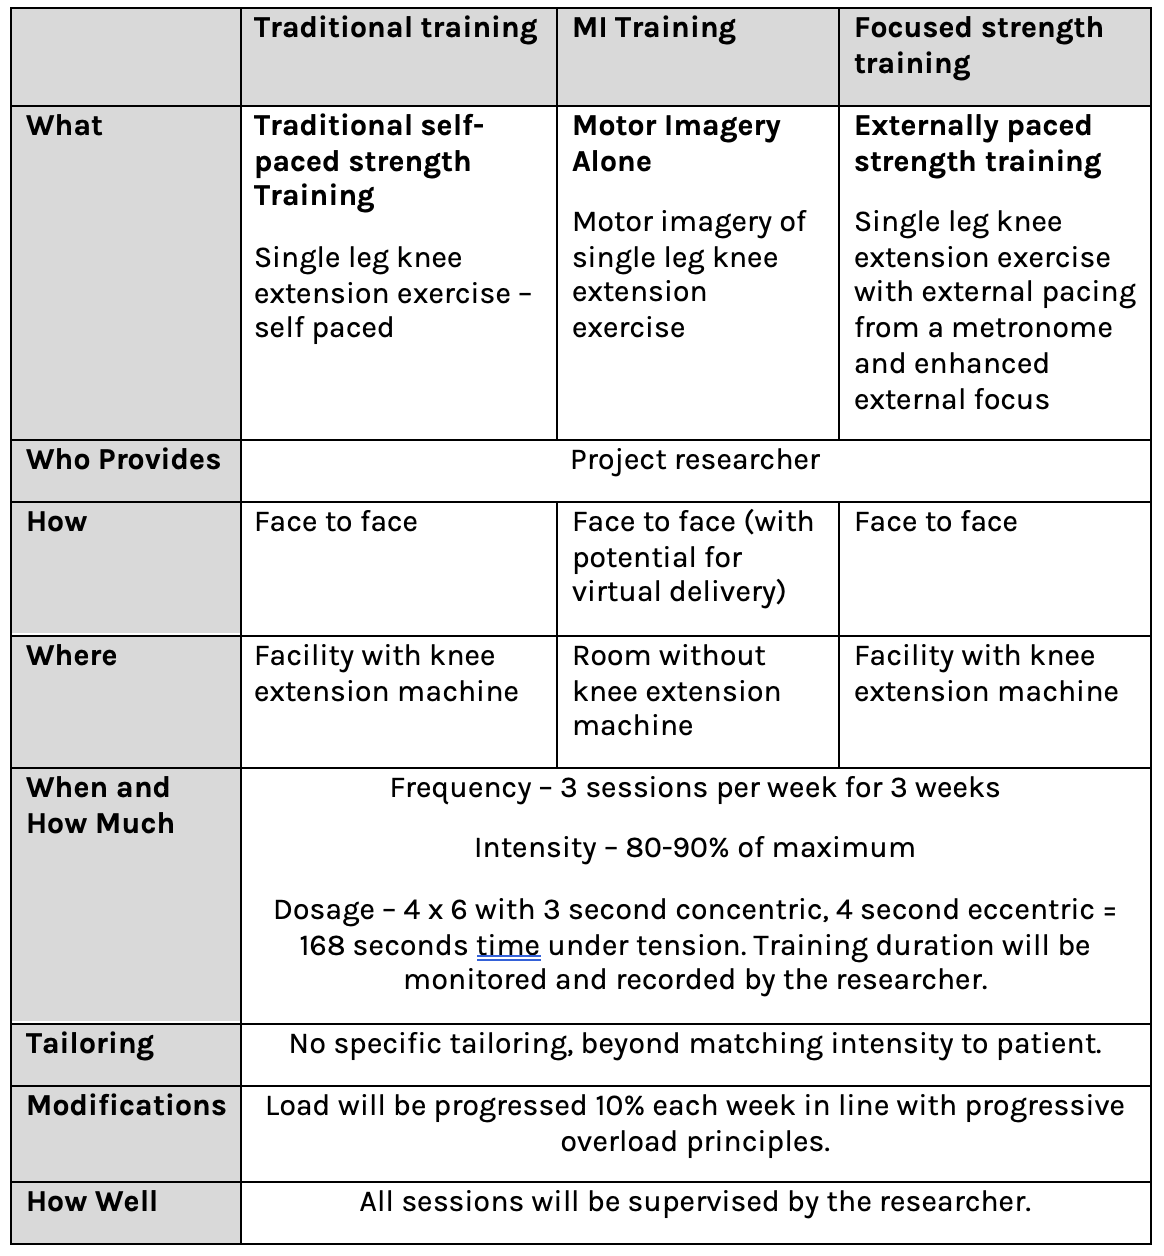 Traditional training
MI Training
Focused strength
training
What
Traditional self-
paced strength
Training
Single leg knee
extension exercise –
self paced
Motor Imagery
Alone
Motor imagery of
single leg knee
extension
exercise
Externally paced
strength training
Single leg knee
extension exercise
with external pacing
from a metronome
and enhanced
external focus
Who Provides
Project researcher
How
Face to face
Face to face (with
potential for
virtual delivery)
Face to face
Where
Facility with knee
extension machine
Room without
knee extension
machine
Facility with knee
extension machine
When and
How Much
Frequency – 3 sessions per week for 3 weeks
Intensity – 80-90% of maximum
Dosage – 4 x 6 with 3 second concentric, 4 second eccentric =
168 seconds time under tension. Training duration will be
monitored and recorded by the researcher.
Tailoring
No specific tailoring, beyond matching intensity to patient.
Modifications
Load will be progressed 10% each week in line with progressive
overload principles.
How Well
All sessions will be supervised by the researcher.